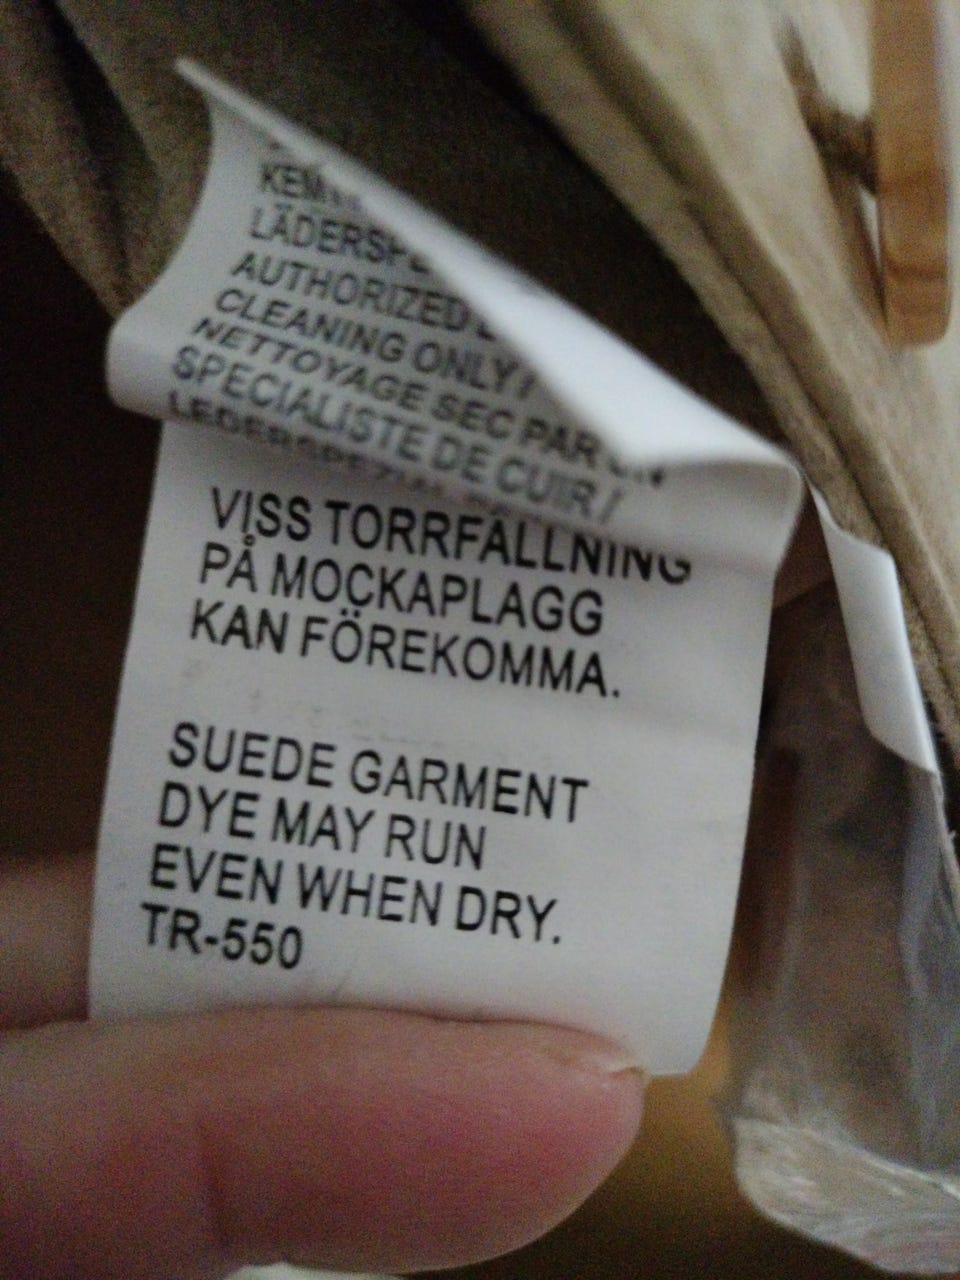 AUTHORIZED
CLEANING ONLY /
NETTOYAGE SEC PAR UN
SPECIALISTE DE CUIR /
VISS TORRFÄLLNING
PÅ MOCKAPLAGG
KAN FÖREKOMMA.
SUEDE GARMENT
DYE MAY RUN
EVEN WHEN DRY.
TR-550